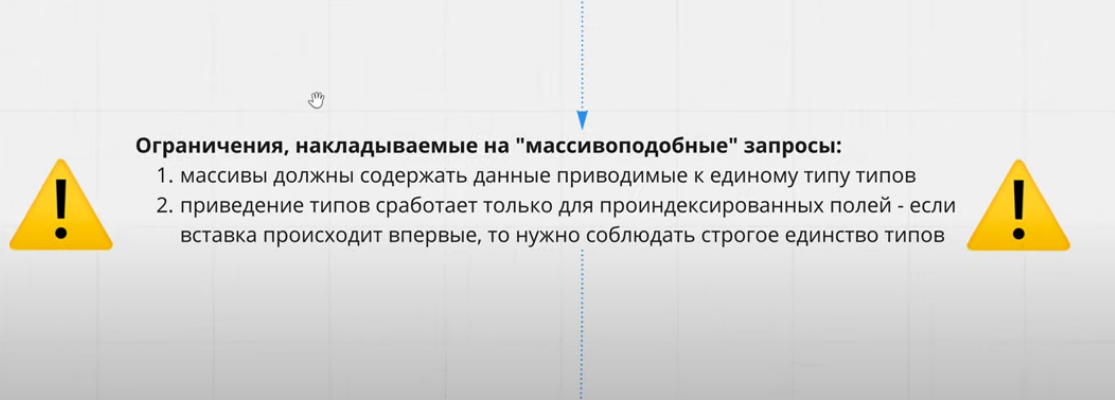 Ограничения, накладываемые на "массивоподобные" запросы:
1. массивы должны содержать данные приводимые к единому типу типов
2. приведение типов сработает только для проиндексированных полей - если
вставка происходит впервые, то нужно соблюдать строгое единство типов